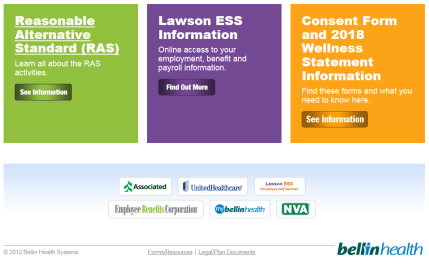 Reasonable
Alternative
Standard (RAS)
Learn all about the RAS
activities.
See Information
Lawson ESS
Information
Online access to your
employment, benefit and
payroll information.
Find Out More
Consent Form
and 2018
Wellness
Statement
Information
Find these forms and what you
need to know here.
See Information
Associated
UnitedHealthcare
Lawson ESS
(Employee Self Service)
Employee Benefits Corporation
mybellinhealth
NVA
© 2012 Bellin Health Systems
Forms/Resources | Legal/Plan Documents
bellinhealth